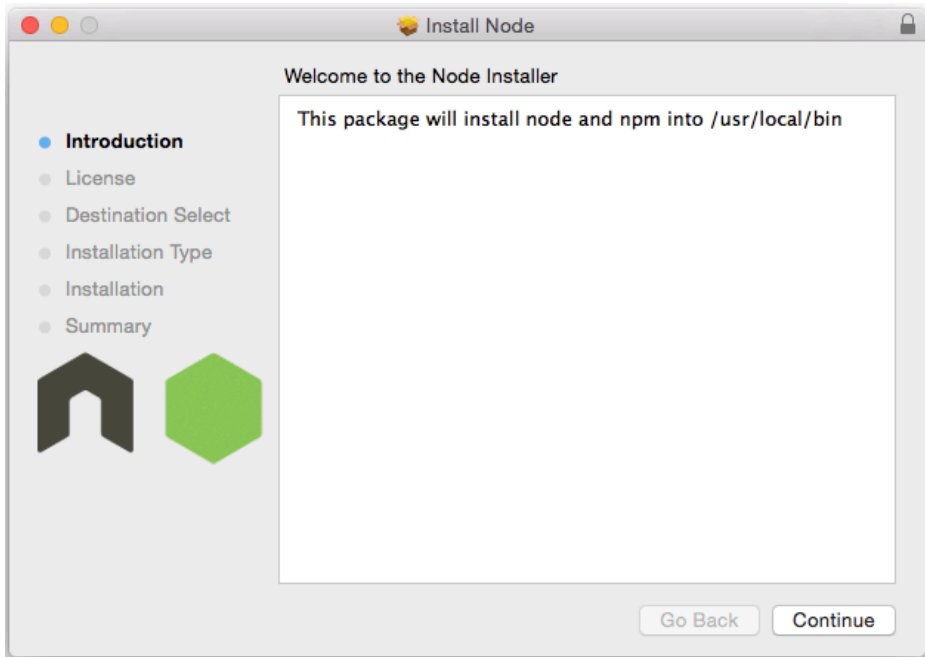 Install Node
Welcome to the Node Installer
Introduction
License
Destination Select
Installation Type
Installation
Summary
This package will install node and npm into /usr/local/bin
Go Back
Continue